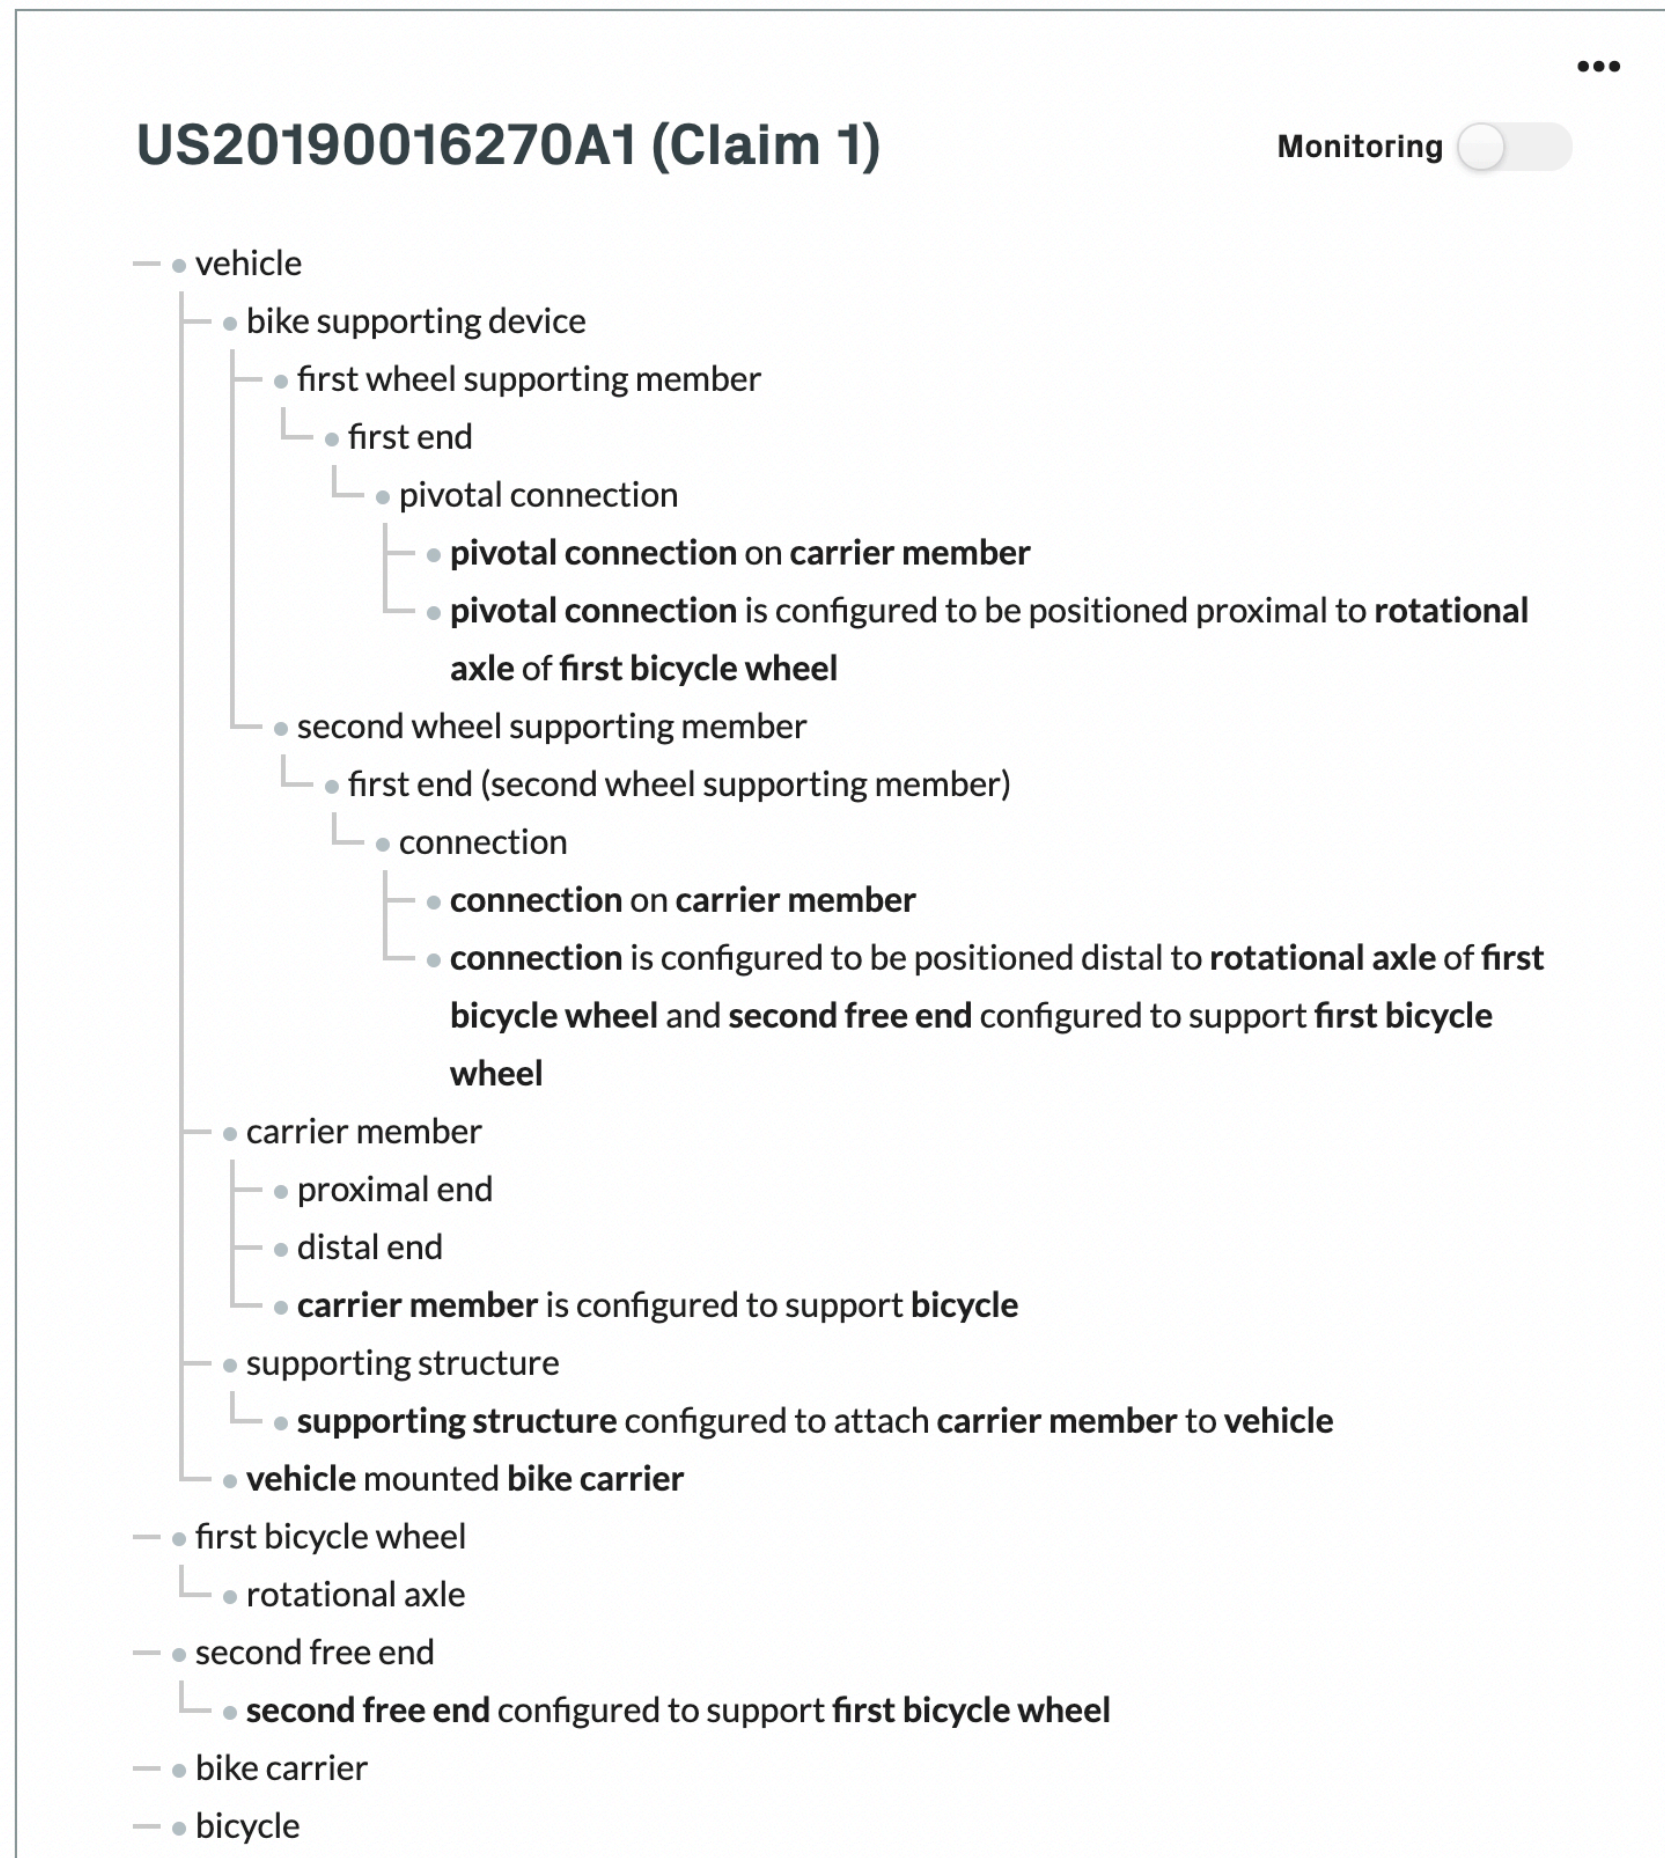 US20190016270A1 (Claim 1)
Monitoring
vehicle
bike supporting device
first wheel supporting member
first end
pivotal connection
pivotal connection on carrier member
pivotal connection is configured to be positioned proximal to rotational
axle of first bicycle wheel
second wheel supporting member
first end (second wheel supporting member)
connection
connection on carrier member
connection is configured to be positioned distal to rotational axle of first
bicycle wheel and second free end configured to support first bicycle
wheel
carrier member
proximal end
distal end
carrier member is configured to support bicycle
supporting structure
supporting structure configured to attach carrier member to vehicle
vehicle mounted bike carrier
first bicycle wheel
rotational axle
second free end
second free end configured to support first bicycle wheel
bike carrier
bicycle